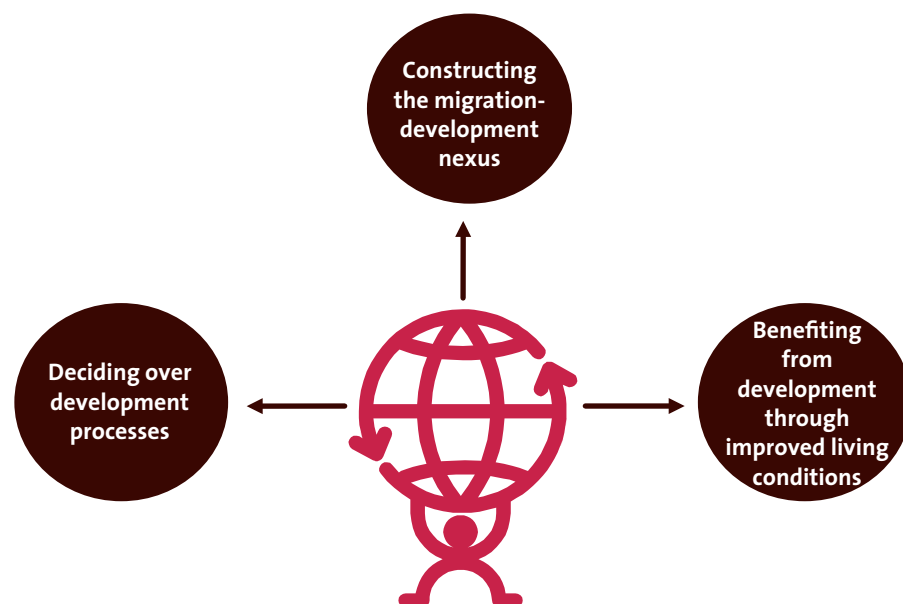 Constructing
the migration-
development
nexus
Deciding over
development
processes
Benefiting
from
development
through
improved living
conditions